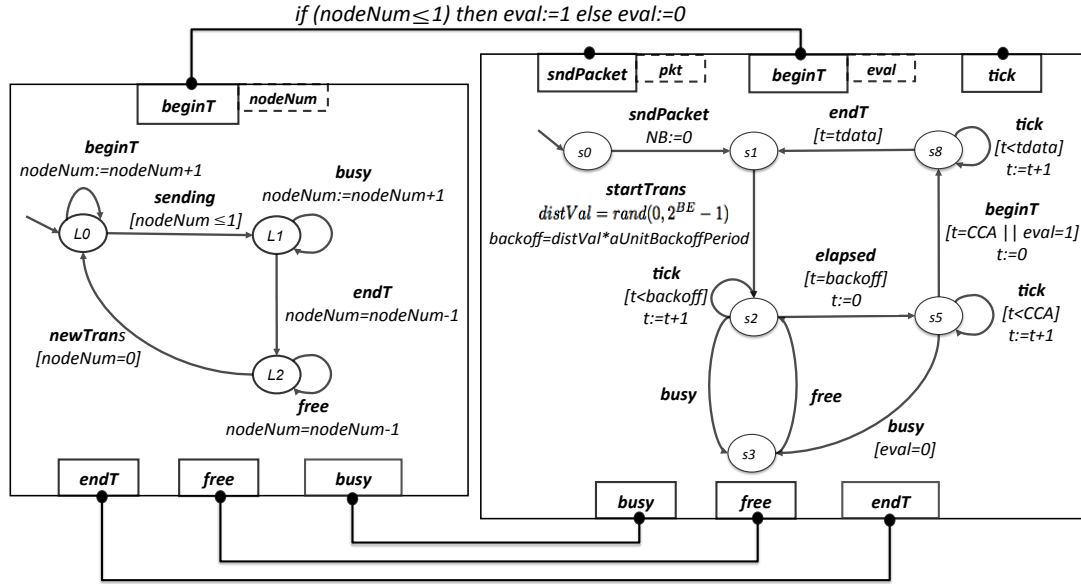 if (nodeNum≤1) then eval:=1 else eval:=0
beginT
nodeNum
beginT
nodeNum:=nodeNum+1
sending
[nodeNum ≤1]
busy
nodeNum:=nodeNum+1
L0
L1
endT
nodeNum=nodeNum-1
newTrans
[nodeNum=0]
L2
free
nodeNum=nodeNum-1
endT
free
busy
sndPacket
pkt
beginT
eval
tick
sndPacket
NB:=0
endT
[t=tdata]
tick
[t<tdata]
t:=t+1
s0
s1
s8
startTrans
distVal = rand(0, 2^BE − 1)
backoff=distVal*aUnitBackoffPeriod
beginT
[t=CCA || eval=1]
t:=0
tick
[t<backoff]
t:=t+1
elapsed
[t=backoff]
t:=0
tick
[t<CCA]
t:=t+1
s2
s5
busy
free
busy
[eval=0]
s3
busy
free
endT